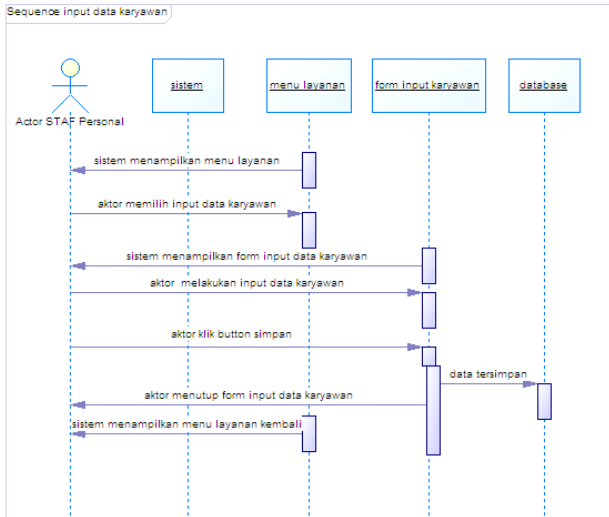 Sequence input data karyawan
sistem
menu layanan
form input karyawan
database
Actor STAF Personal
sistem menampilkan menu layanan
aktor memilih input data karyawan
sistem menampilkan form input data karyawan
aktor melakukan input data karyawan
aktor klik button simpan
data tersimpan
aktor menutup form input data karyawan
sistem menampilkan menu layanan kembali